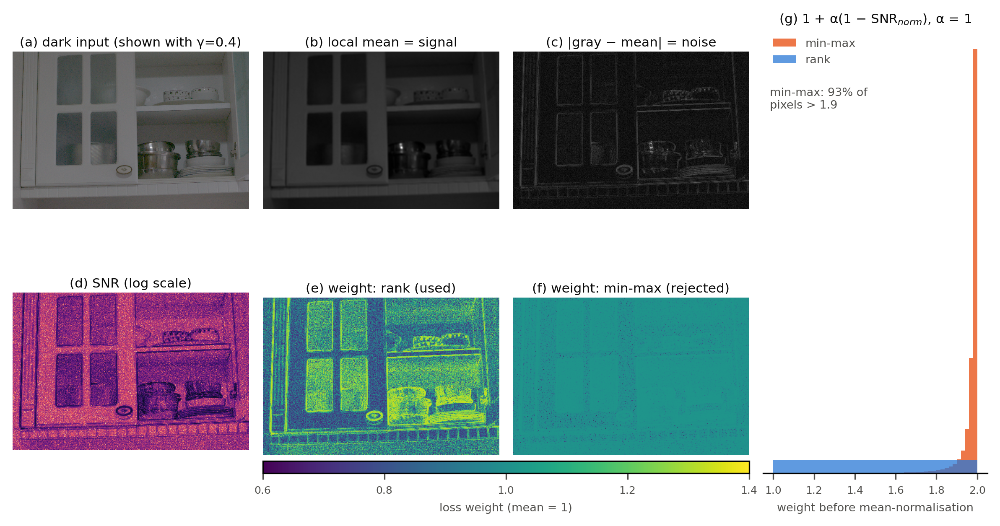 (a) dark input (shown with γ=0.4)
(b) local mean = signal
(c) |gray − mean| = noise
(g) 1 + α(1 − SNRnorm), α = 1
min-max
rank
min-max: 93% of
pixels > 1.9
(d) SNR (log scale)
(e) weight: rank (used)
(f) weight: min-max (rejected)
0.6 0.8 1.0 1.2 1.4
loss weight (mean = 1)
1.0 1.2 1.4 1.6 1.8 2.0
weight before mean-normalisation